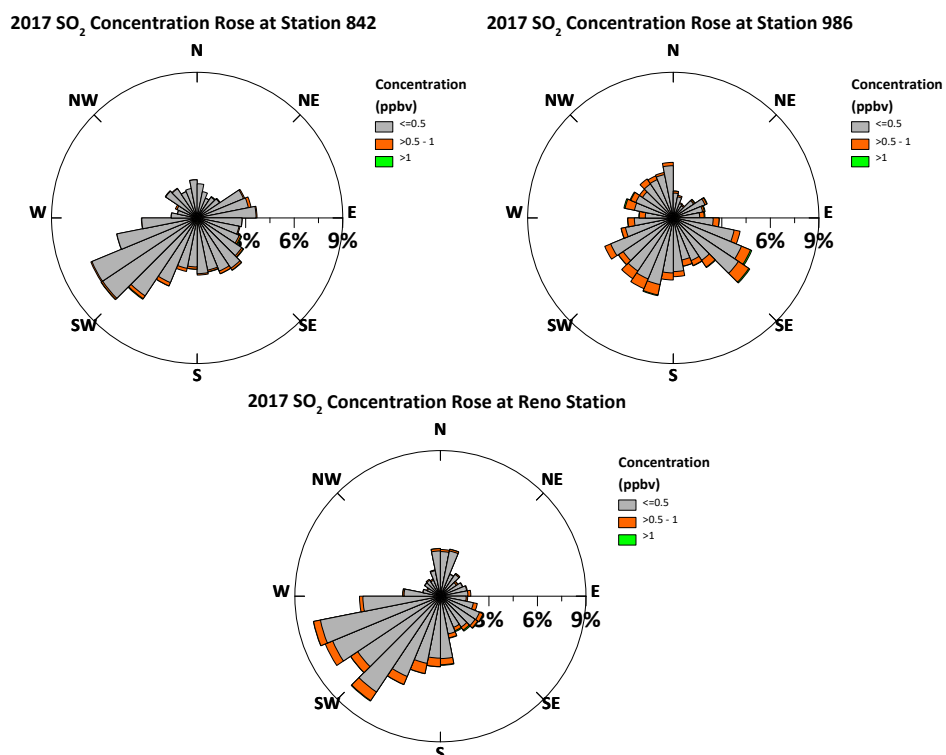 2017 SO2 Concentration Rose at Station 842
N
NW
NE
W
E
3%
6%
9%
SW
SE
S
Concentration
(ppbv)
<=0.5
>0.5 - 1
>1
2017 SO2 Concentration Rose at Station 986
N
NW
NE
W
E
6%
9%
SW
SE
S
Concentration
(ppbv)
<=0.5
>0.5 - 1
>1
2017 SO2 Concentration Rose at Reno Station
N
NW
NE
W
E
3%
6%
9%
SW
SE
S
Concentration
(ppbv)
<=0.5
>0.5 - 1
>1